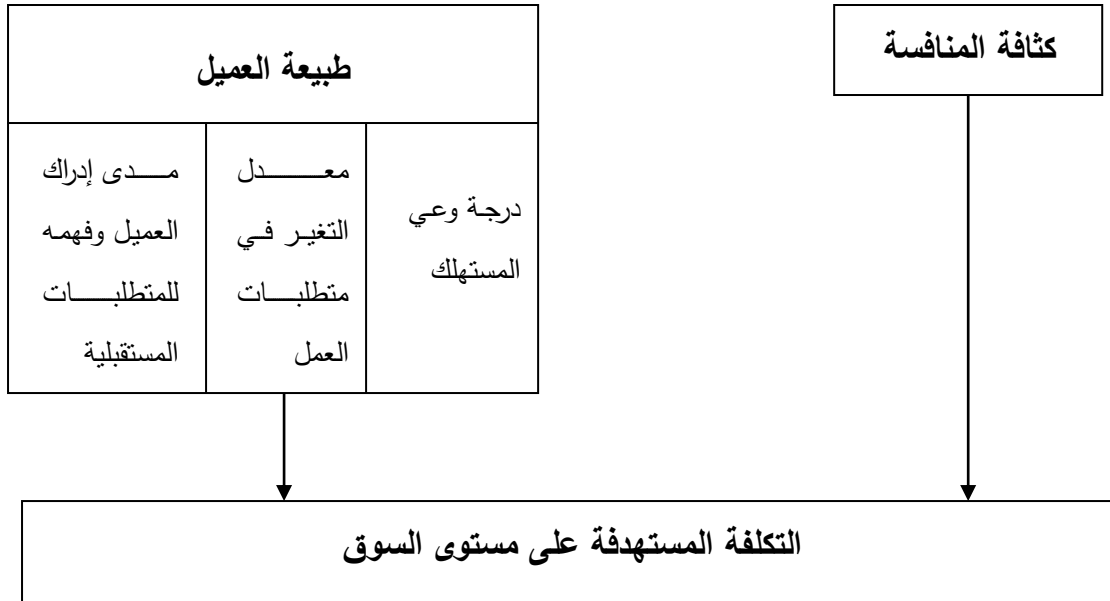 كثافة المنافسة
طبيعة العميل
درجة وعي
المستهلك
معدل
التغير في
متطلبات
العمل
مدى إدراك
العميل وفهمه
للمتطلبات
المستقبلية
التكلفة المستهدفة على مستوى السوق